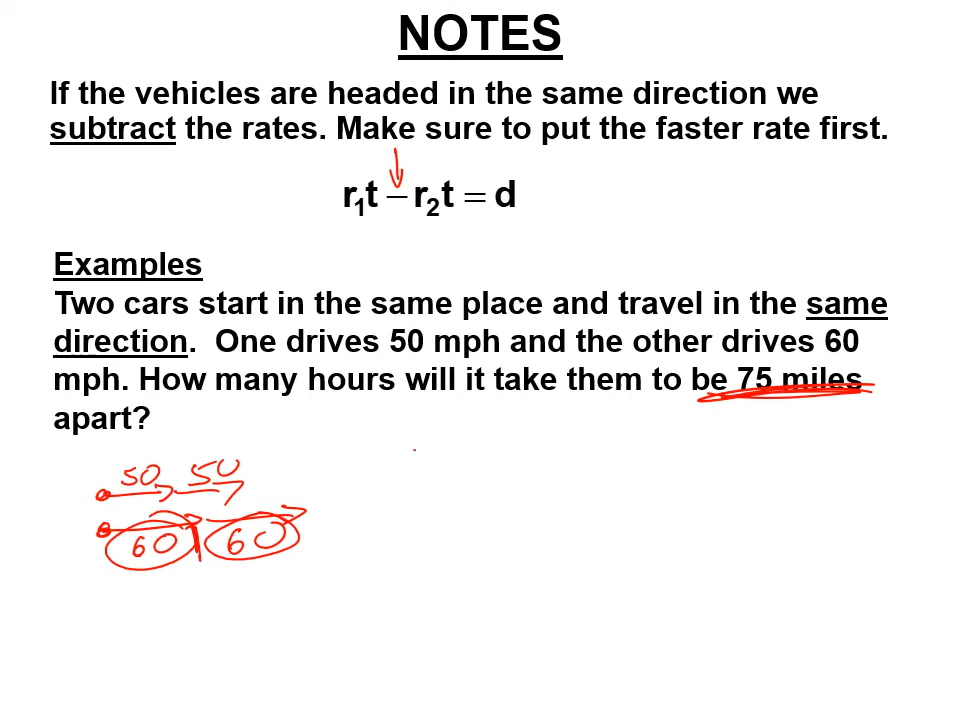 NOTES
If the vehicles are headed in the same direction we
subtract the rates. Make sure to put the faster rate first.
r₁t − r₂t = d
Examples
Two cars start in the same place and travel in the same
direction.  One drives 50 mph and the other drives 60
mph. How many hours will it take them to be 75 miles
apart?
50 50
60 60